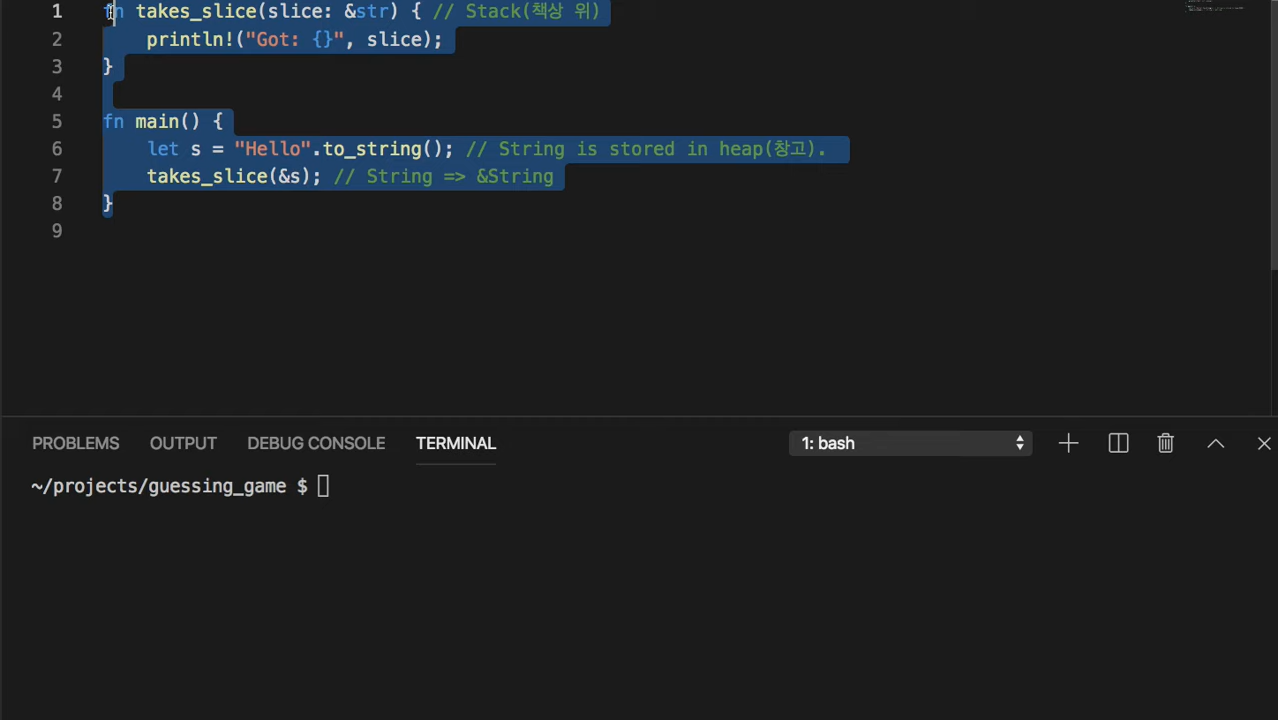 1 fn takes_slice(slice: &str) { // Stack(책상 위)
2 println!("Got: {}", slice);
3 }
4
5 fn main() {
6 let s = "Hello".to_string(); // String is stored in heap(창고).
7 takes_slice(&s); // String => &String
8 }
9
PROBLEMS OUTPUT DEBUG CONSOLE TERMINAL 1: bash
~/projects/guessing_game $